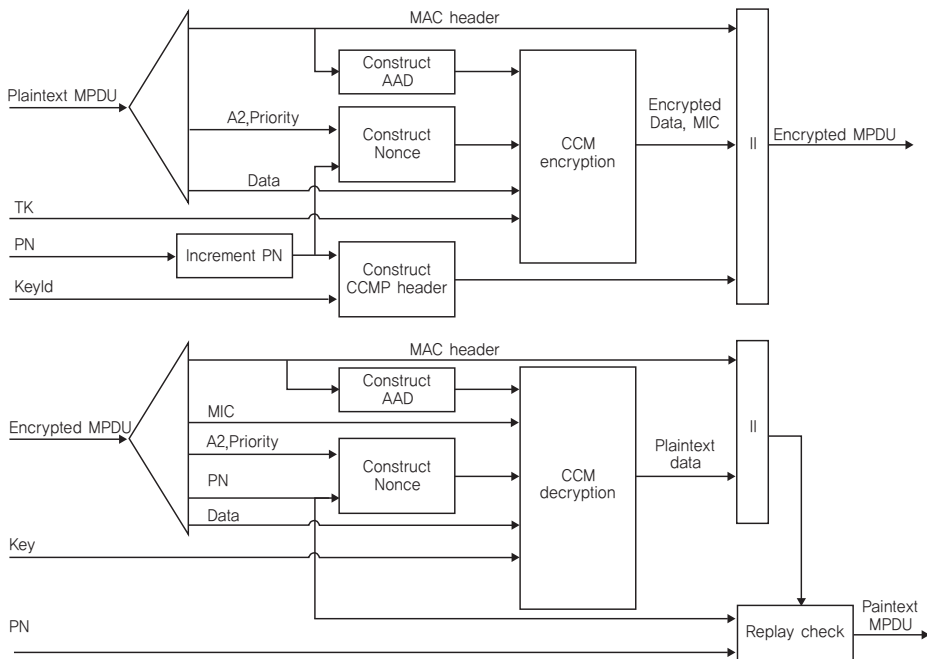 MAC header
Construct
AAD
Plaintext MPDU
A2,Priority
Construct
Nonce
CCM
encryption
Encrypted
Data, MIC
II
Encrypted MPDU
Data
TK
PN
Increment PN
Construct
CCMP header
KeyId
MAC header
Construct
AAD
MIC
Encrypted MPDU
A2,Priority
Construct
Nonce
PN
CCM
decryption
Plaintext
data
II
Data
Key
PN
Replay check
Paintext
MPDU